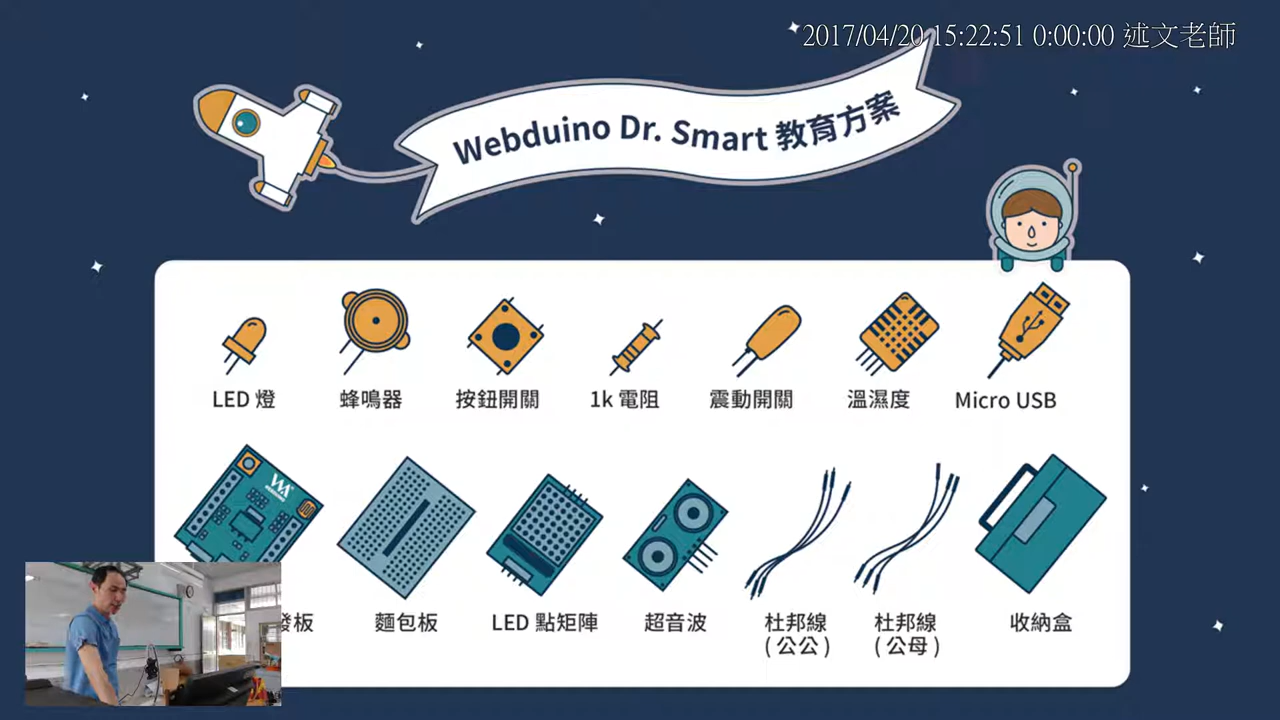 2017/04/20 15:22:51 0:00:00 述文老師
Webduino Dr. Smart 教育方案
LED 燈
蜂鳴器
按鈕開關
1k 電阻
震動開關
溫濕度
Micro USB
發板
麵包板
LED 點矩陣
超音波
杜邦線
(公公)
杜邦線
(公母)
收納盒